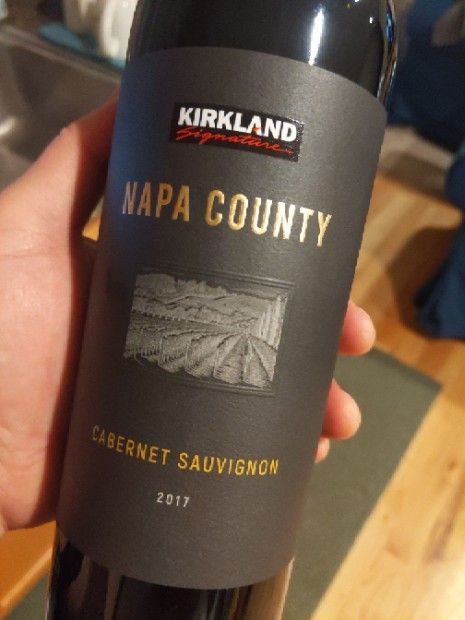 KIRKLAND
Signature
NAPA COUNTY
CABERNET SAUVIGNON
2017